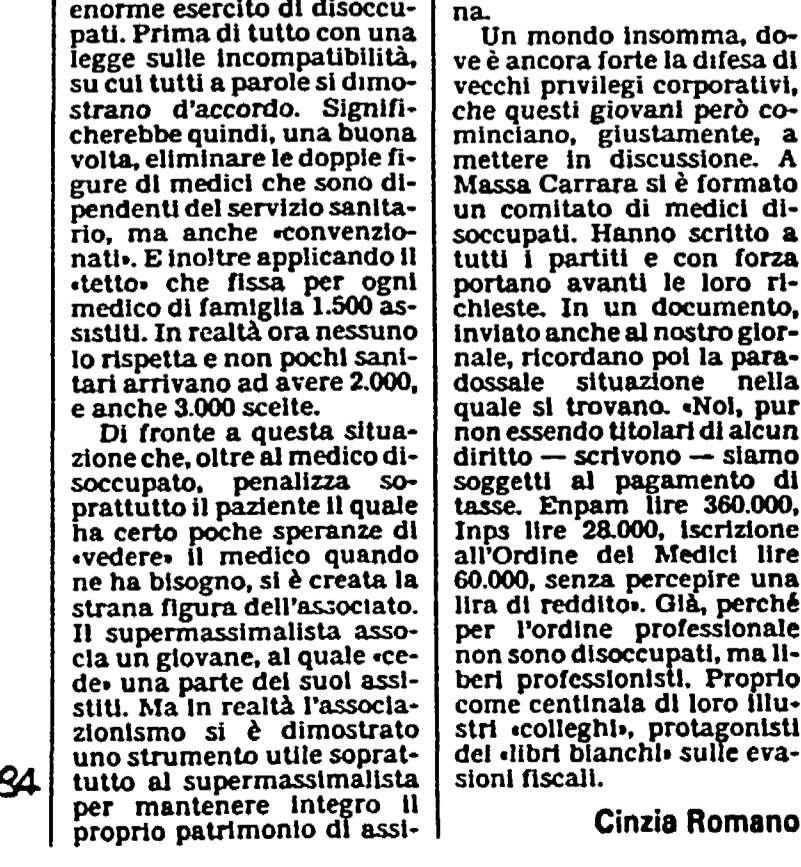 enorme esercito di disoccu-
pati. Prima di tutto con una
legge sulle incompatibilità,
su cui tutti a parole si dimo-
strano d'accordo. Signifi-
cherebbe quindi, una buona
volta, eliminare le doppie fi-
gure di medici che sono di-
pendenti del servizio sanita-
rio, ma anche «convenzio-
nati». E inoltre applicando il
«tetto» che fissa per ogni
medico di famiglia 1.500 as-
sistiti. In realtà ora nessuno
lo rispetta e non pochi sani-
tari arrivano ad avere 2.000,
e anche 3.000 scelte.
Di fronte a questa situa-
zione che, oltre al medico di-
soccupato, penalizza so-
prattutto il paziente il quale
ha certo poche speranze di
«vedere» il medico quando
ne ha bisogno, si è creata la
strana figura dell'associato.
Il supermassimalista asso-
cia un giovane, al quale «ce-
de» una parte dei suoi assi-
stiti. Ma in realtà l'associa-
zionismo si è dimostrato
uno strumento utile soprat-
tutto al supermassimalista
per mantenere integro il
proprio patrimonio di assi-
na.
Un mondo insomma, do-
ve è ancora forte la difesa di
vecchi privilegi corporativi,
che questi giovani però co-
minciano, giustamente, a
mettere in discussione. A
Massa Carrara si è formato
un comitato di medici di-
soccupati. Hanno scritto a
tutti i partiti e con forza
portano avanti le loro ri-
chieste. In un documento,
inviato anche al nostro gior-
nale, ricordano poi la para-
dossale situazione nella
quale si trovano. «Noi, pur
non essendo titolari di alcun
diritto — scrivono — siamo
soggetti al pagamento di
tasse. Enpam lire 360.000,
Inps lire 28.000, iscrizione
all'Ordine dei Medici lire
60.000, senza percepire una
lira di reddito». Già, perché
per l'ordine professionale
non sono disoccupati, ma li-
beri professionisti. Proprio
come centinaia di loro illu-
stri «colleghi», protagonisti
dei «libri bianchi» sulle eva-
sioni fiscali.
Cinzia Romano
84